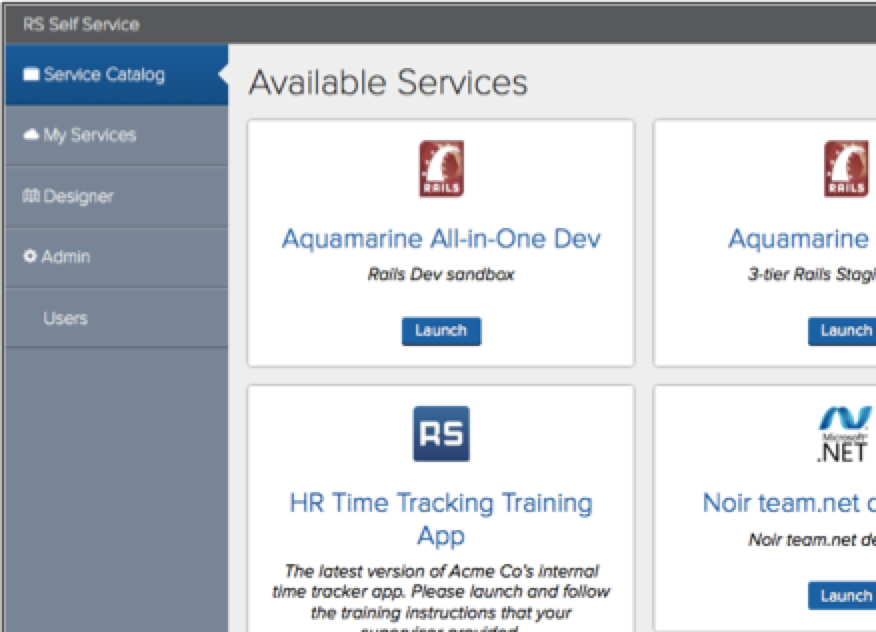 RS Self Service
Service Catalog
My Services
Designer
Admin
Users
Available Services
RAILS
Aquamarine All-in-One Dev
Rails Dev sandbox
Launch
RAILS
Aquamarine
3-tier Rails Stagi
Launch
RS
HR Time Tracking Training
App
The latest version of Acme Co's internal
time tracker app. Please launch and follow
the training instructions that your
supervisor provided
Microsoft
.NET
Noir team.net d
Noir team.net de
Launch